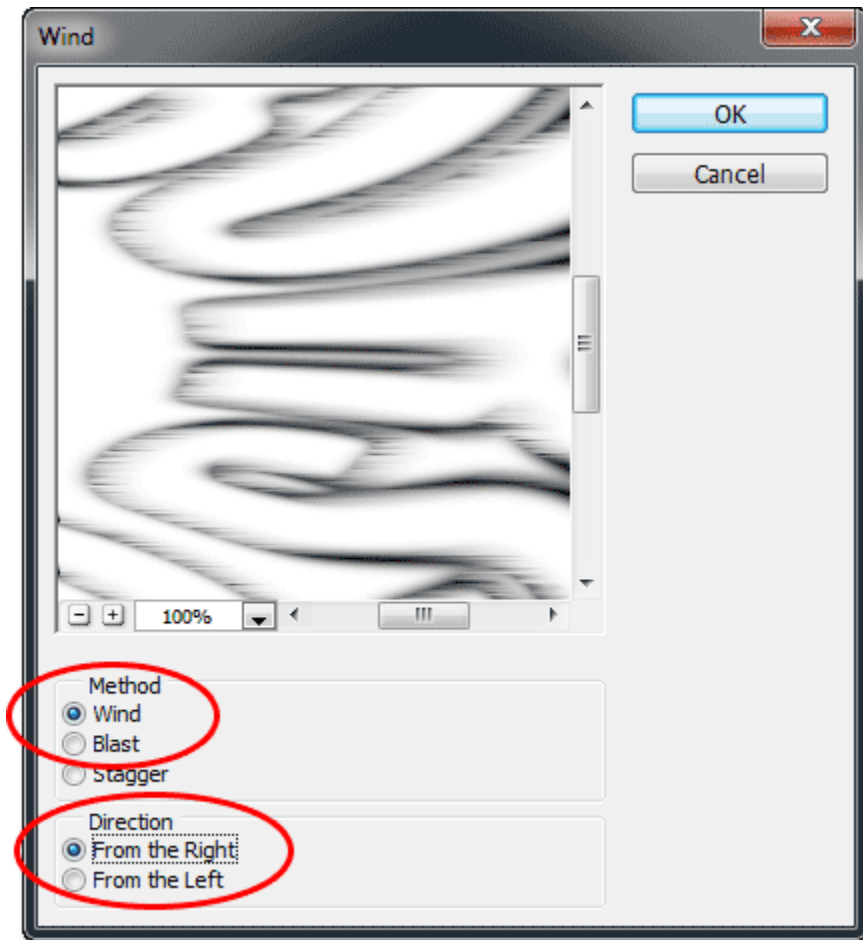 Wind
OK
Cancel
100%
Method
Wind
Blast
Stagger
Direction
From the Right
From the Left